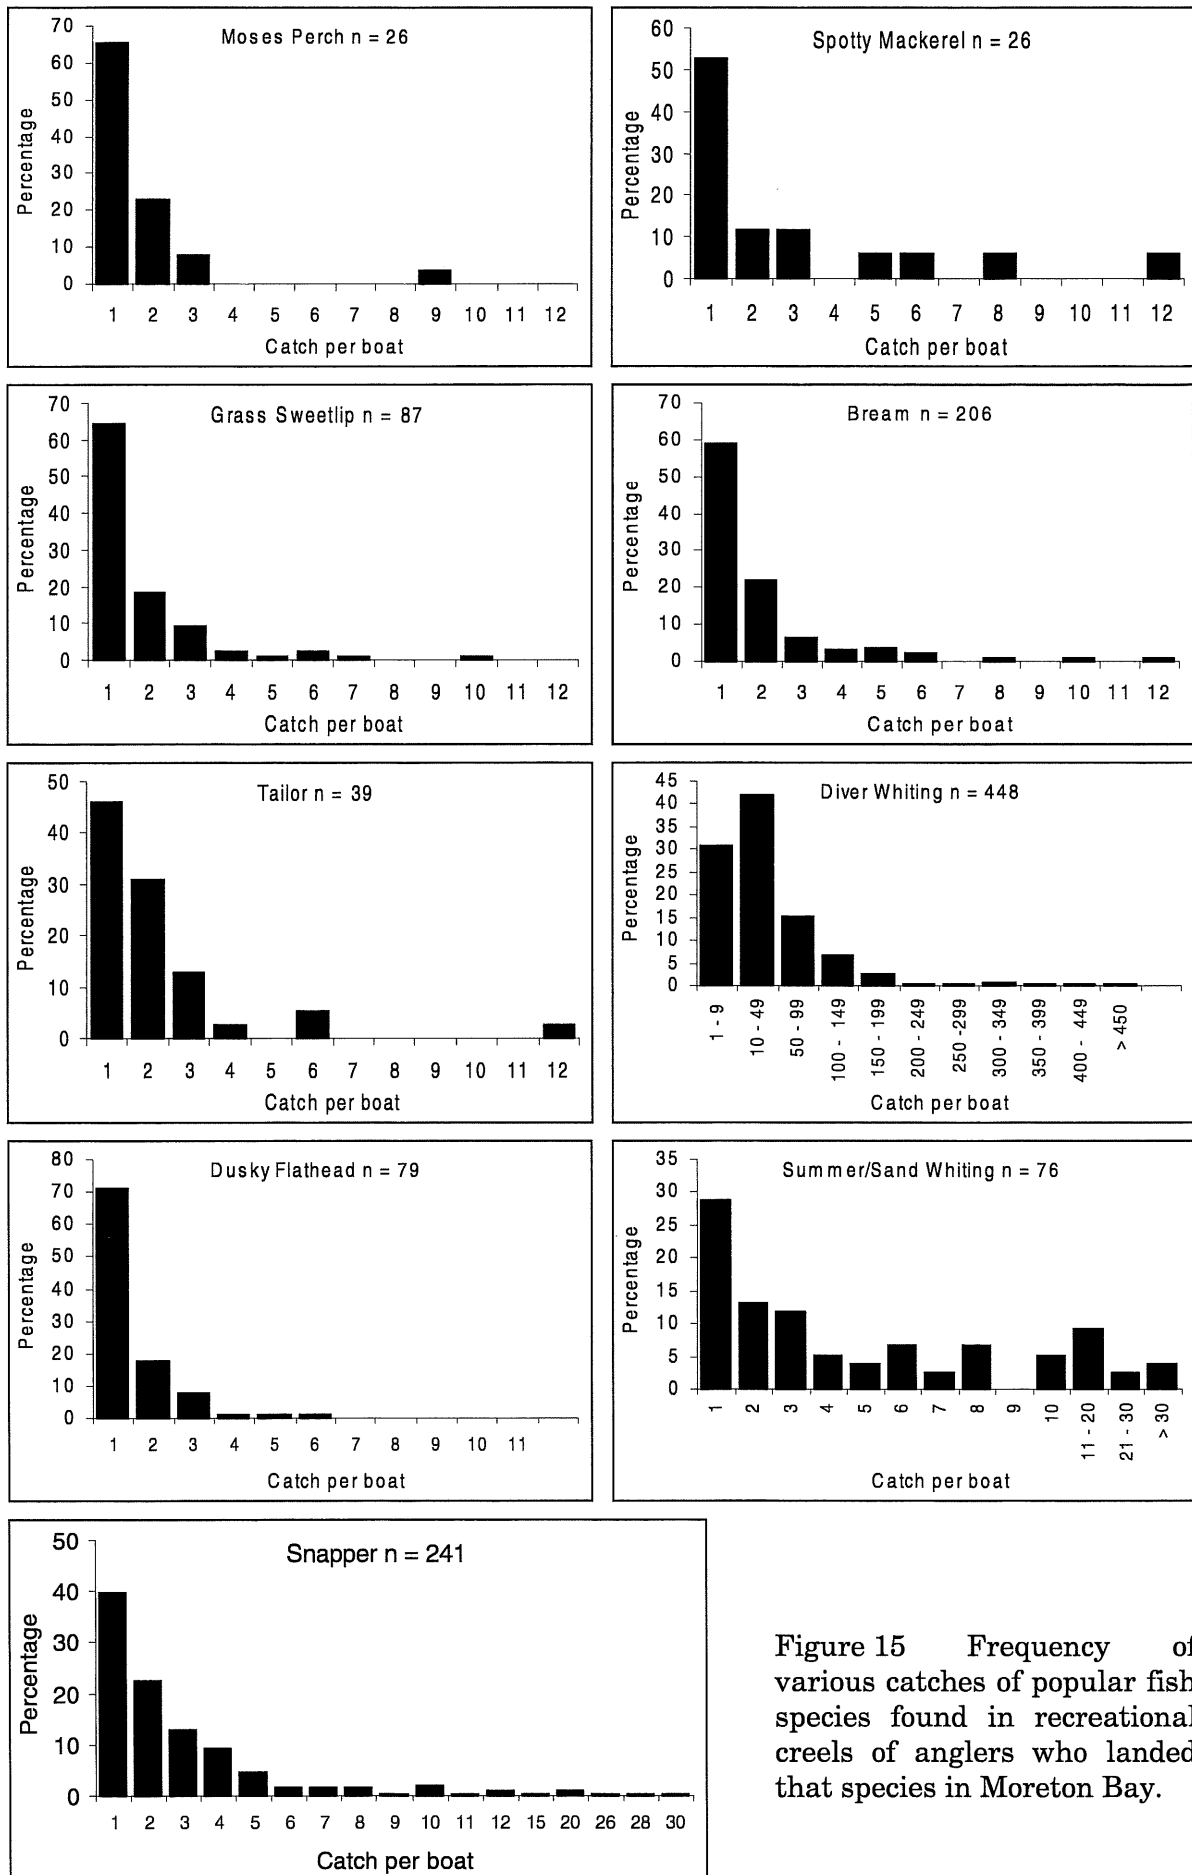 Moses Perch n = 26
Percentage
70
60
50
40
30
20
10
0
1 2 3 4 5 6 7 8 9 10 11 12
Catch per boat
Spotty Mackerel n = 26
Percentage
60
50
40
30
20
10
0
1 2 3 4 5 6 7 8 9 10 11 12
Catch per boat
Grass Sweetlip n = 87
Percentage
70
60
50
40
30
20
10
0
1 2 3 4 5 6 7 8 9 10 11 12
Catch per boat
Bream n = 206
Percentage
70
60
50
40
30
20
10
0
1 2 3 4 5 6 7 8 9 10 11 12
Catch per boat
Tailor n = 39
Percentage
50
40
30
20
10
0
1 2 3 4 5 6 7 8 9 10 11 12
Catch per boat
Diver Whiting n = 448
Percentage
45
40
35
30
25
20
15
10
5
0
1 - 9
10 - 49
50 - 99
100 - 149
150 - 199
200 - 249
250-299
300 - 349
350 - 399
400 - 449
> 450
Catch per boat
Dusky Flathead n = 79
Percentage
80
70
60
50
40
30
20
10
0
1 2 3 4 5 6 7 8 9 10 11
Catch per boat
Summer/Sand Whiting n = 76
Percentage
35
30
25
20
15
10
5
0
1
2
3
4
5
6
7
8
9
10
11 - 20
21 - 30
> 30
Catch per boat
Snapper n = 241
Percentage
50
40
30
20
10
0
1 2 3 4 5 6 7 8 9 10 11 12 15 20 26 28 30
Catch per boat
Figure 15 Frequency of
various catches of popular fish
species found in recreational
creels of anglers who landed
that species in Moreton Bay.